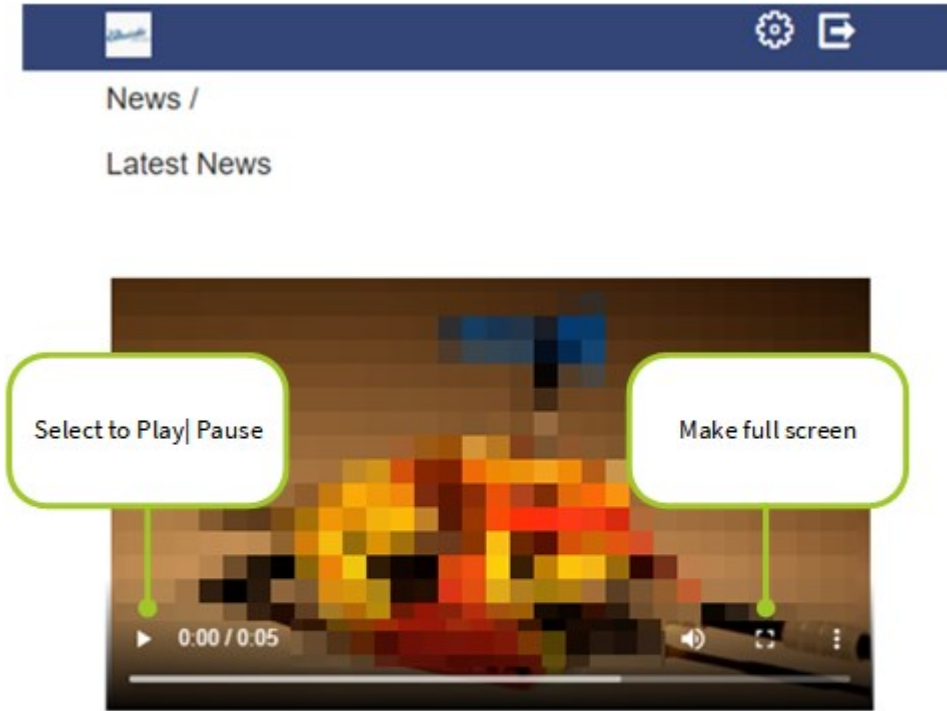 News /
Latest News
Select to Play| Pause
Make full screen
0:00 / 0:05